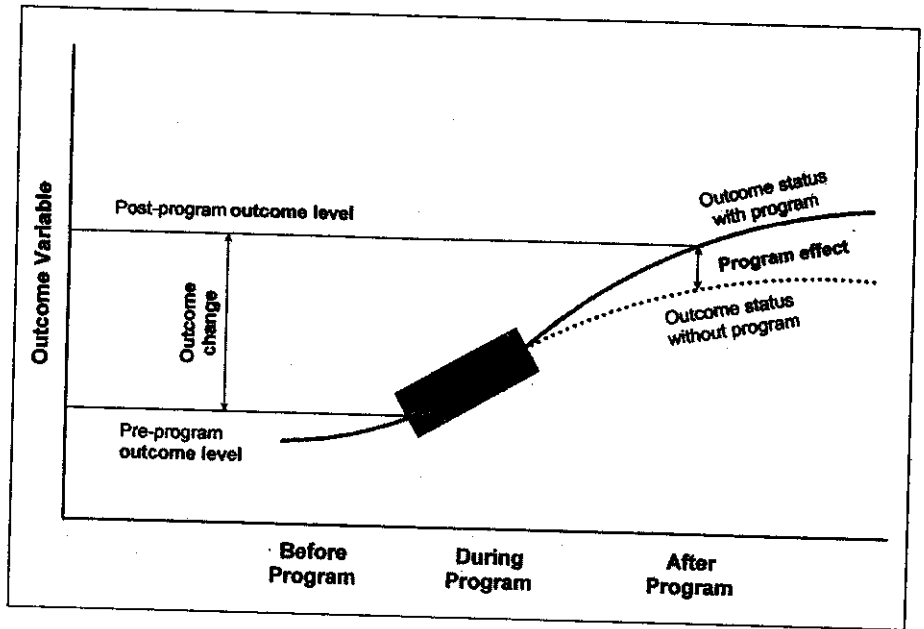 Outcome Variable
Post-program outcome level
Outcome
change
Pre-program
outcome level
Outcome status
with program
Program effect
Outcome status
without program
Before
Program
During
Program
After
Program